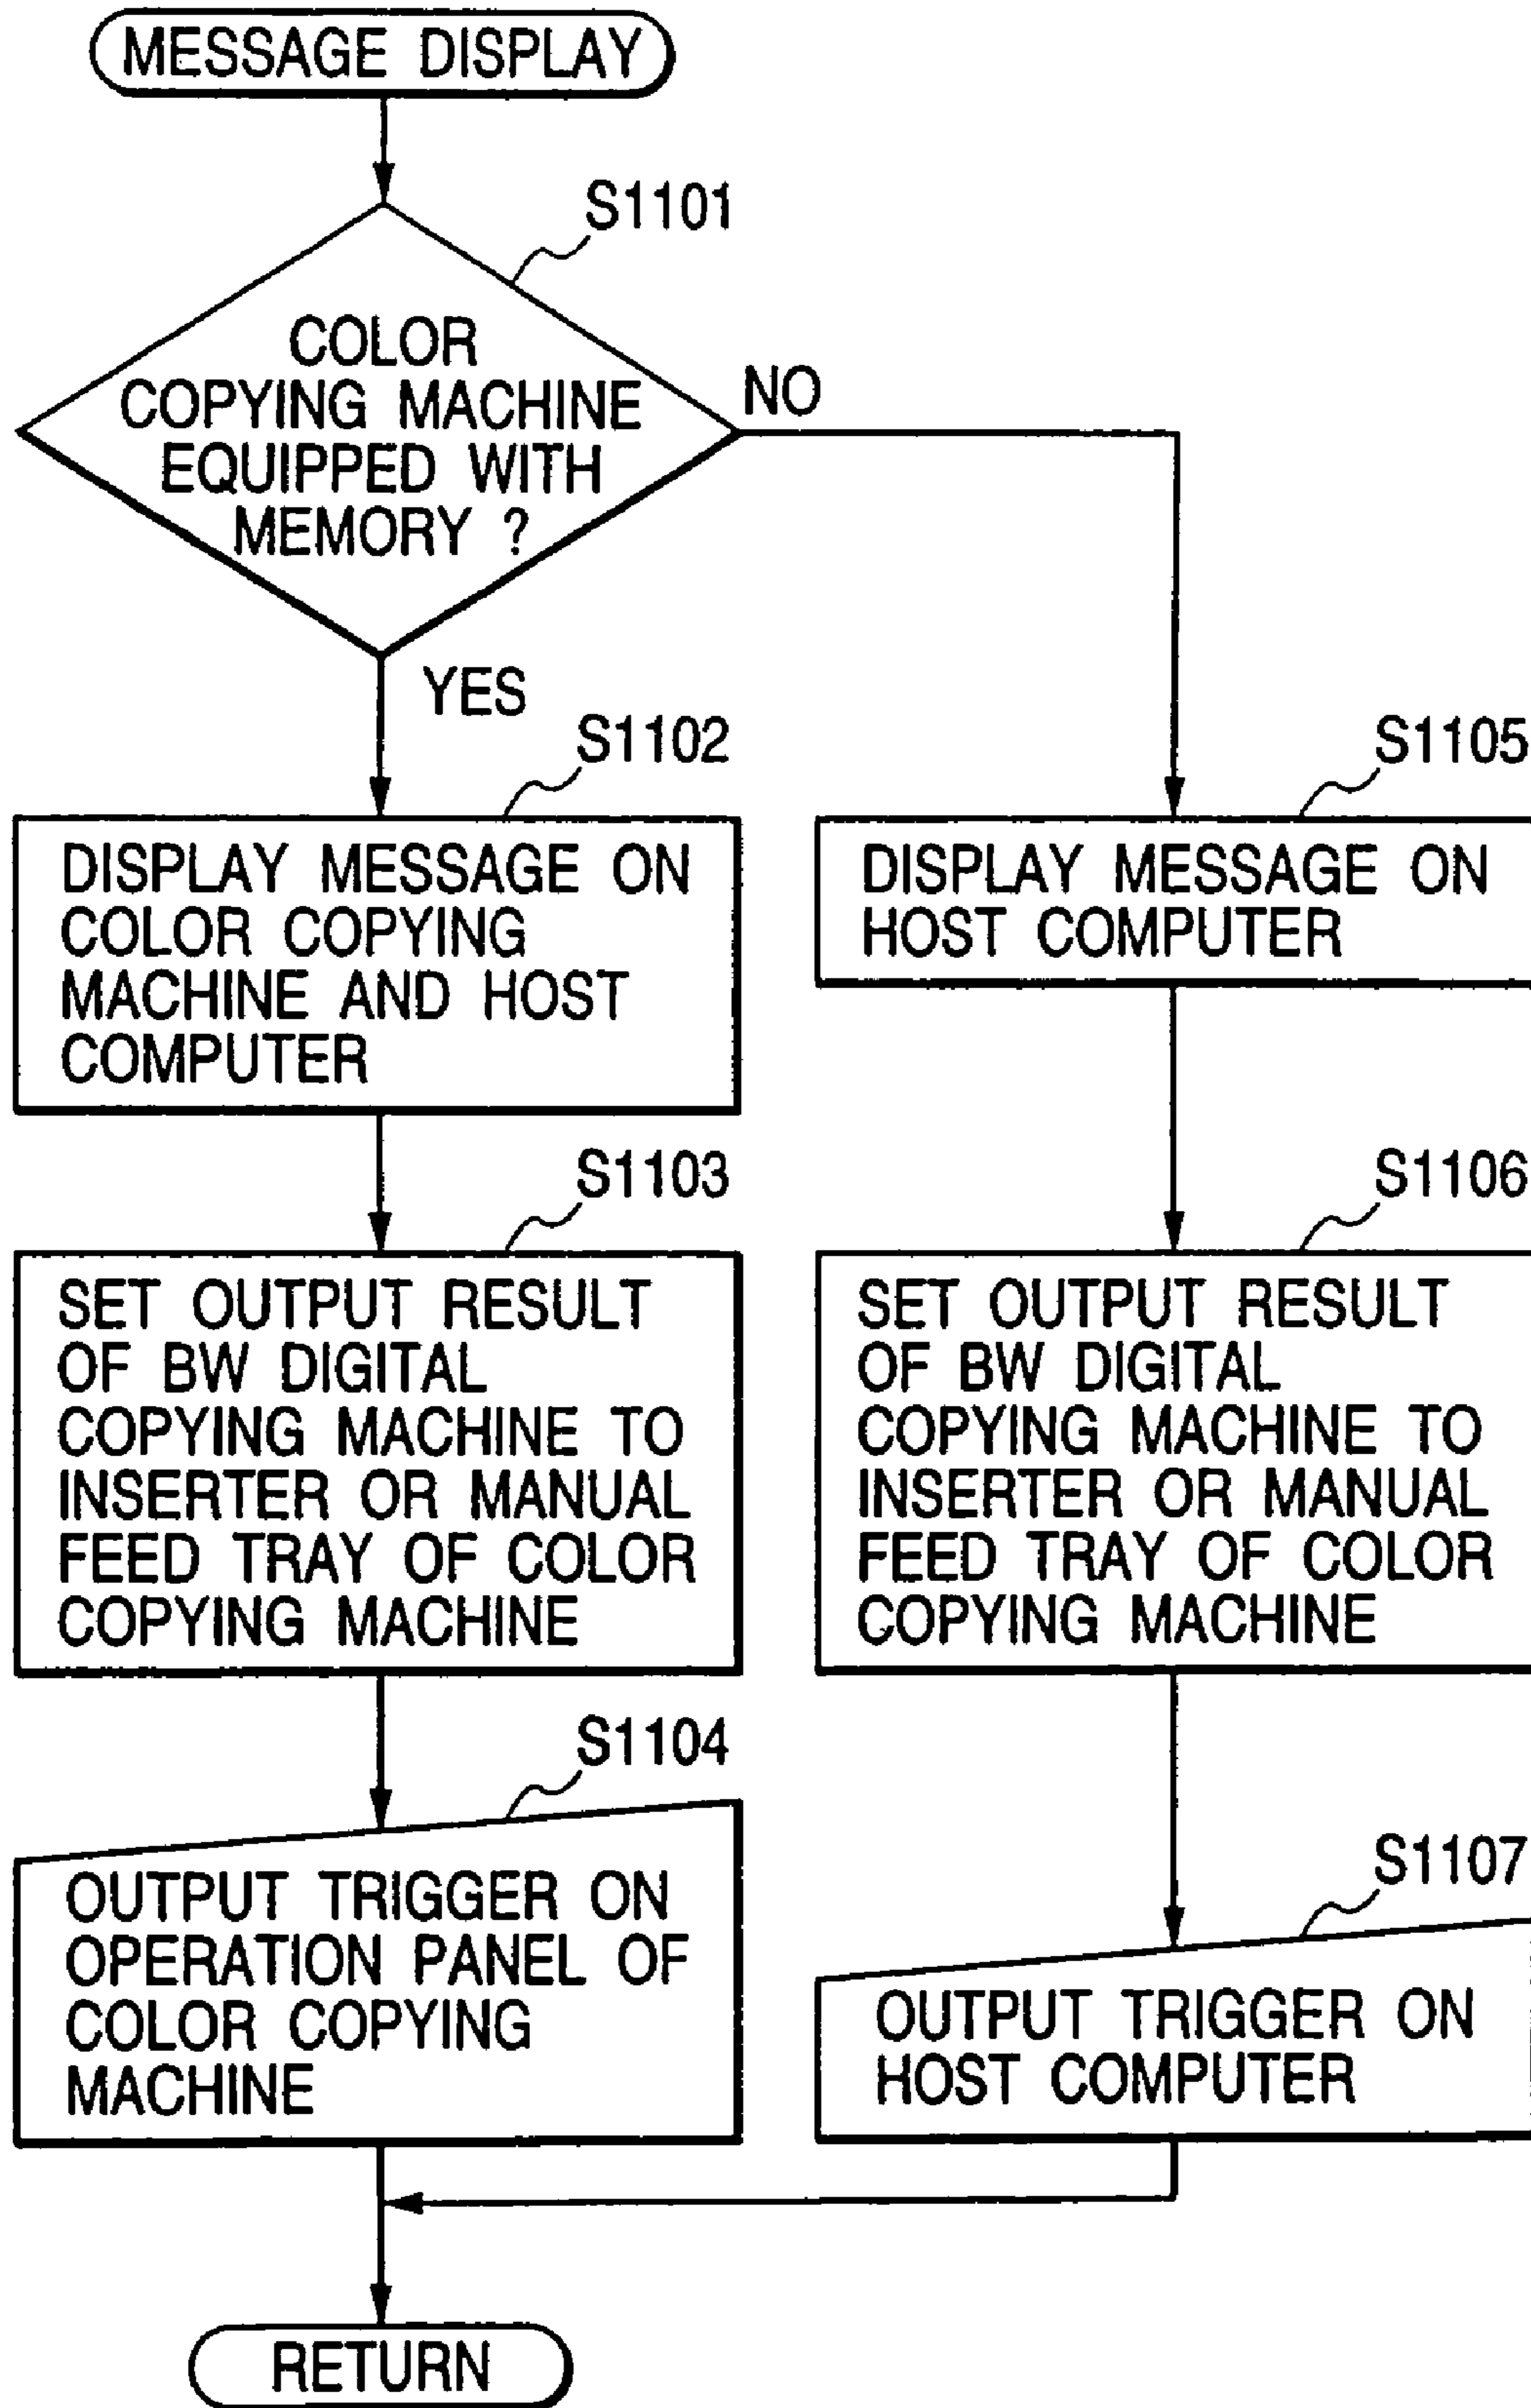 MESSAGE DISPLAY
S1101
COLOR
COPYING MACHINE
EQUIPPED WITH
MEMORY ?
NO
YES
S1102
DISPLAY MESSAGE ON
COLOR COPYING
MACHINE AND HOST
COMPUTER
S1103
SET OUTPUT RESULT
OF BW DIGITAL
COPYING MACHINE TO
INSERTER OR MANUAL
FEED TRAY OF COLOR
COPYING MACHINE
S1104
OUTPUT TRIGGER ON
OPERATION PANEL OF
COLOR COPYING
MACHINE
S1105
DISPLAY MESSAGE ON
HOST COMPUTER
S1106
SET OUTPUT RESULT
OF BW DIGITAL
COPYING MACHINE TO
INSERTER OR MANUAL
FEED TRAY OF COLOR
COPYING MACHINE
S1107
OUTPUT TRIGGER ON
HOST COMPUTER
RETURN